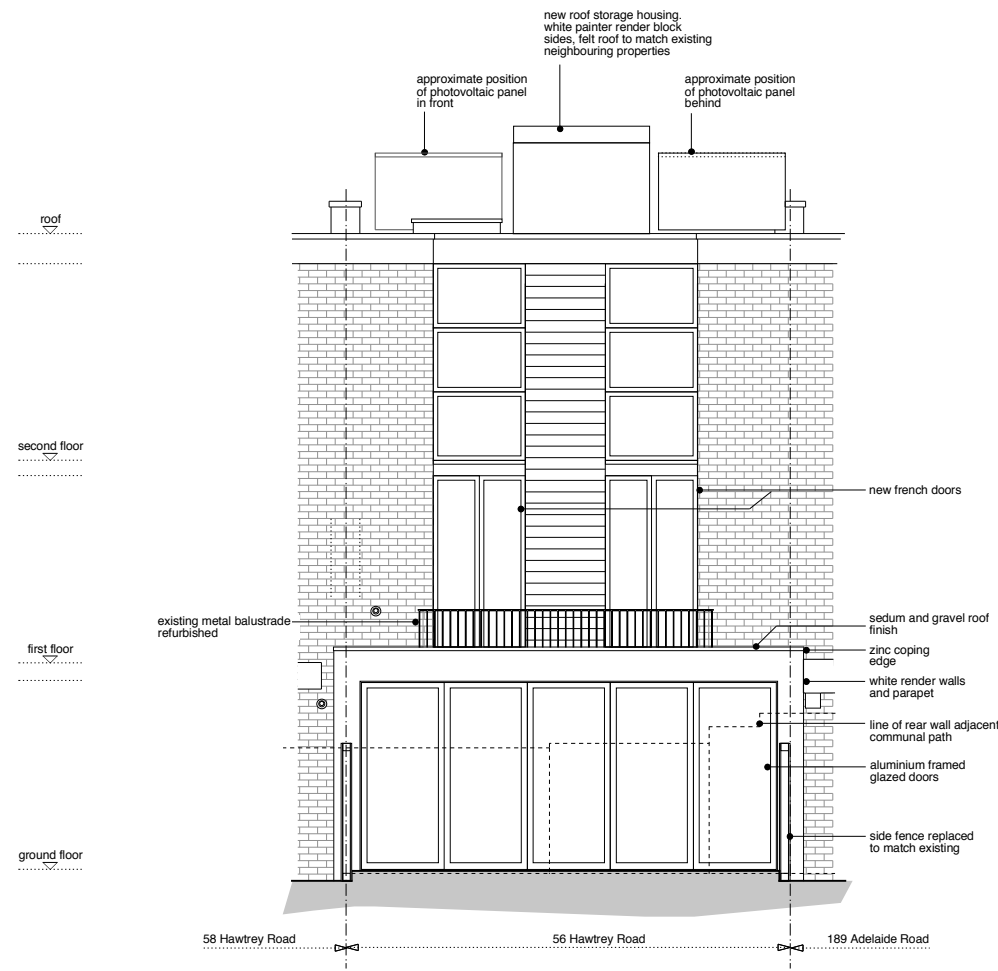 new roof storage housing.
white painter render block
sides, felt roof to match existing
neighbouring properties
approximate position
of photovoltaic panel
in front
approximate position
of photovoltaic panel
behind
roof
second floor
new french doors
existing metal balustrade
refurbished
sedum and gravel roof
finish
first floor
zinc coping
edge
white render walls
and parapet
line of rear wall adjacent
communal path
aluminium framed
glazed doors
side fence replaced
to match existing
ground floor
58 Hawtrey Road
56 Hawtrey Road
189 Adelaide Road